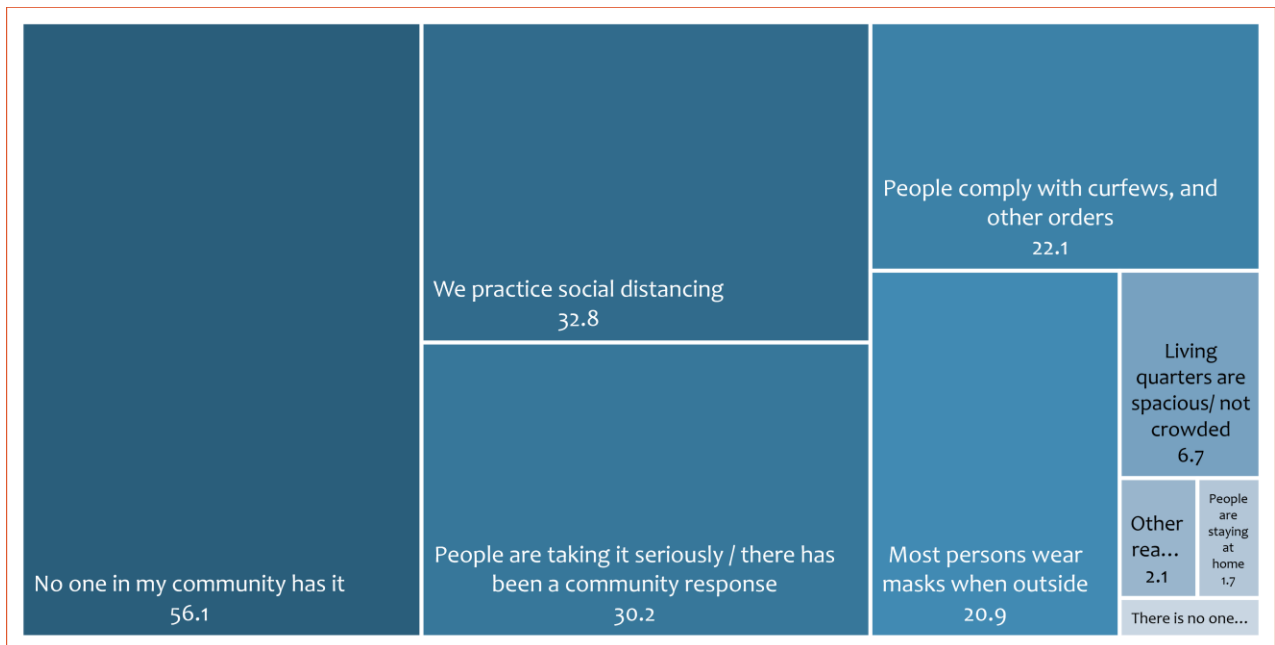 No one in my community has it
56.1
We practice social distancing
32.8
People are taking it seriously / there has
been a community response
30.2
People comply with curfews, and
other orders
22.1
Most persons wear
masks when outside
20.9
Living
quarters are
spacious/ not
crowded
6.7
Other
rea...
2.1
People
are
staying
at
home
1.7
There is no one...